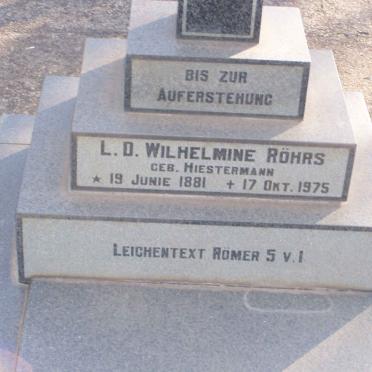 BIS ZUR
AUFERSTEHUNG
L. D. WILHELMINE RÖHRS
GEB. HIESTERMANN
* 19 JUNIE 1881 + 17 OKT. 1975
LEICHENTEXT RÖMER 5 V. 1